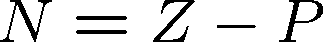 N = Z − P